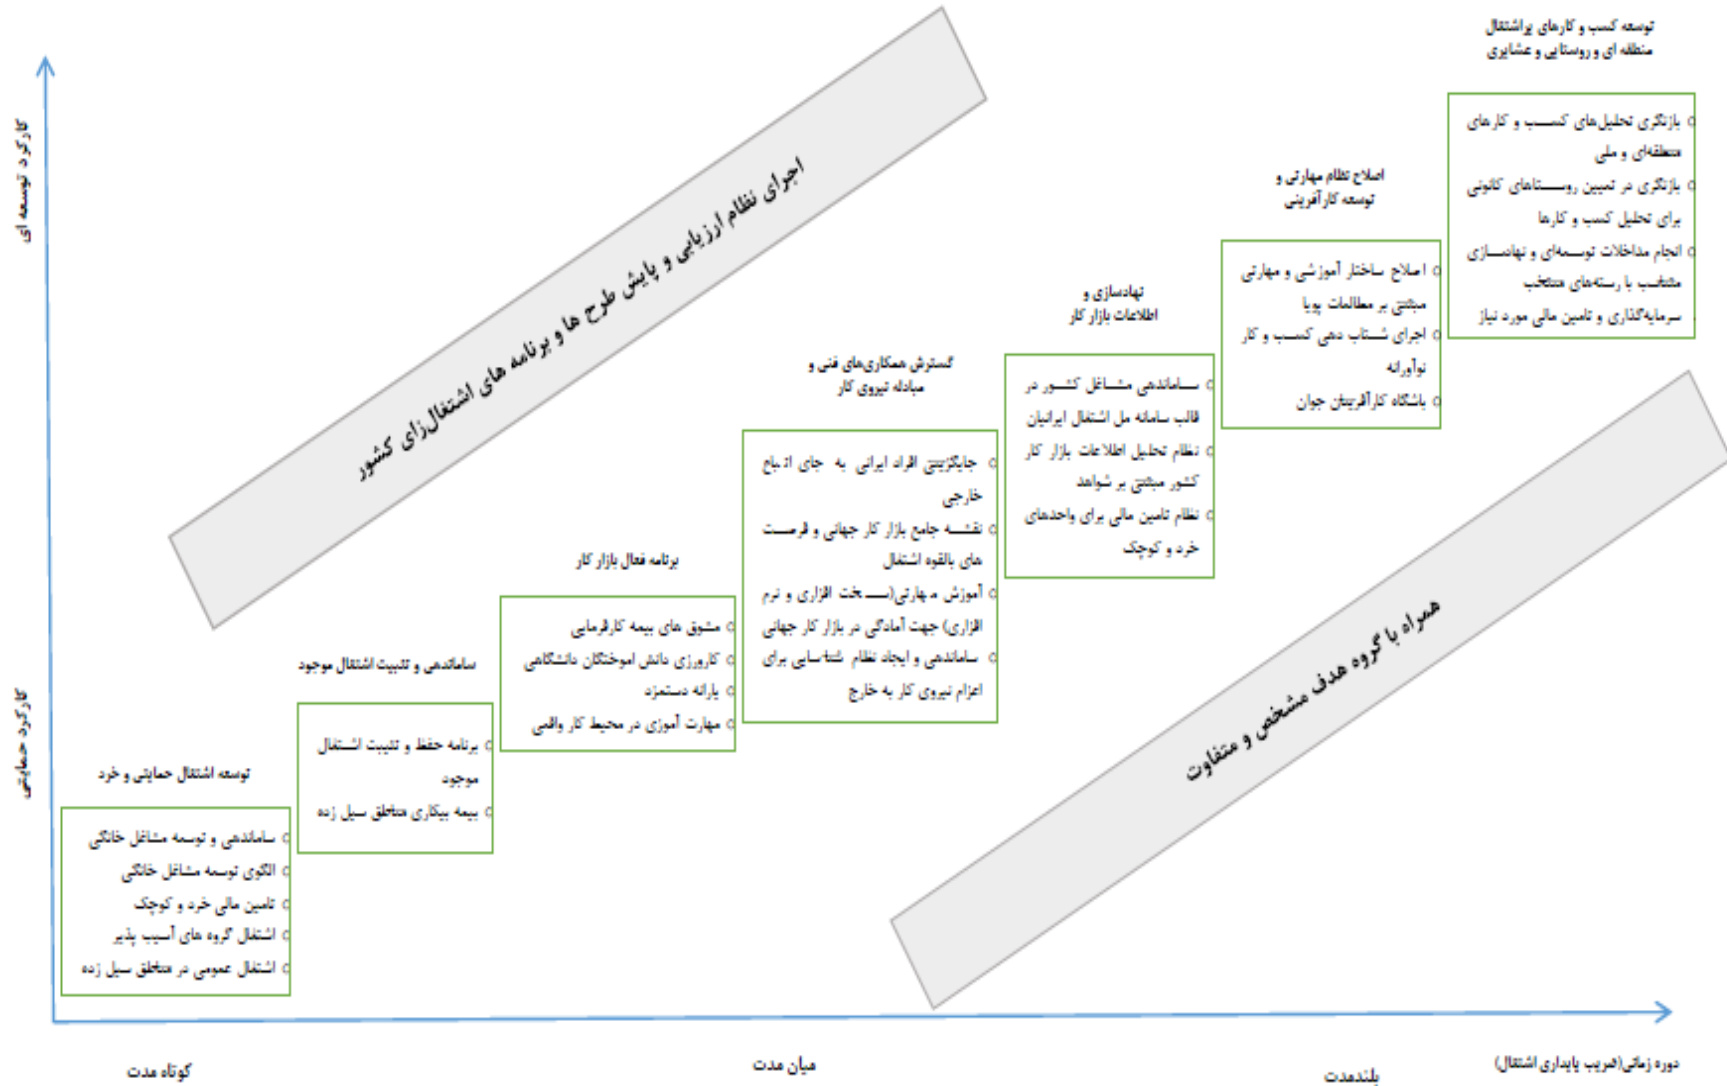 توسعه کسب و کارهای پراشتغال
منطقه ای و روستایی و عشایری
بازنگری تحلیل‌های کسب و کارهای
منطقه‌ای و ملی
بازنگری در تعیین روستاهای کانونی
برای تحلیل کسب و کارها
انجام مداخلات توسعه‌ای و نهادسازی
متناسب با رسته‌های منتخب
سرمایه‌گذاری و تامین مالی مورد نیاز
اصلاح نظام مهارتی و
توسعه کارآفرینی
اصلاح ساختار آموزشی و مهارتی
مبتنی بر مطالعات پویا
اجرای شتاب دهی کسب و کار
نوآورانه
باشگاه کارآفرینان جوان
نهادسازی و
اطلاعات بازار کار
ساماندهی مشاغل کشور در
قالب سامانه مل اشتغال ایرانیان
نظام تحلیل اطلاعات بازار کار
کشور مبتنی بر شواهد
نظام تامین مالی برای واحدهای
خرد و کوچک
گسترش همکاری‌های فنی و
مبادله نیروی کار
جایگزینی افراد ایرانی به جای اتباع
خارجی
نقشه جامع بازار کار جهانی و فرصت
های بالقوه اشتغال
آموزش مهارتی(سخت افزاری و نرم
افزاری) جهت آمادگی در بازار کار جهانی
ساماندهی و ایجاد نظام شناسایی برای
اعزام نیروی کار به خارج
برنامه فعال بازار کار
مشوق های بیمه کارفرمایی
کارورزی دانش اموختگان دانشگاهی
یارانه دستمزد
مهارت آموزی در محیط کار واقعی
ساماندهی و تثبیت اشتغال موجود
برنامه حفظ و تثبیت اشتغال
موجود
بیمه بیکاری مناطق سیل زده
توسعه اشتغال حمایتی و خرد
ساماندهی و توسعه مشاغل خانگی
الگوی توسعه مشاغل خانگی
تامین مالی خرد و کوچک
اشتغال گروه های آسیب پذیر
اشتغال عمومی در مناطق سیل زده
اجرای نظام ارزیابی و پایش طرح ها و برنامه های اشتغال‌زای کشور
همراه با گروه هدف مشخص و متفاوت
کارکرد توسعه ای
کارکرد حمایتی
کوتاه مدت
میان مدت
بلندمدت
دوره زمانی(ضریب پایداری اشتغال)